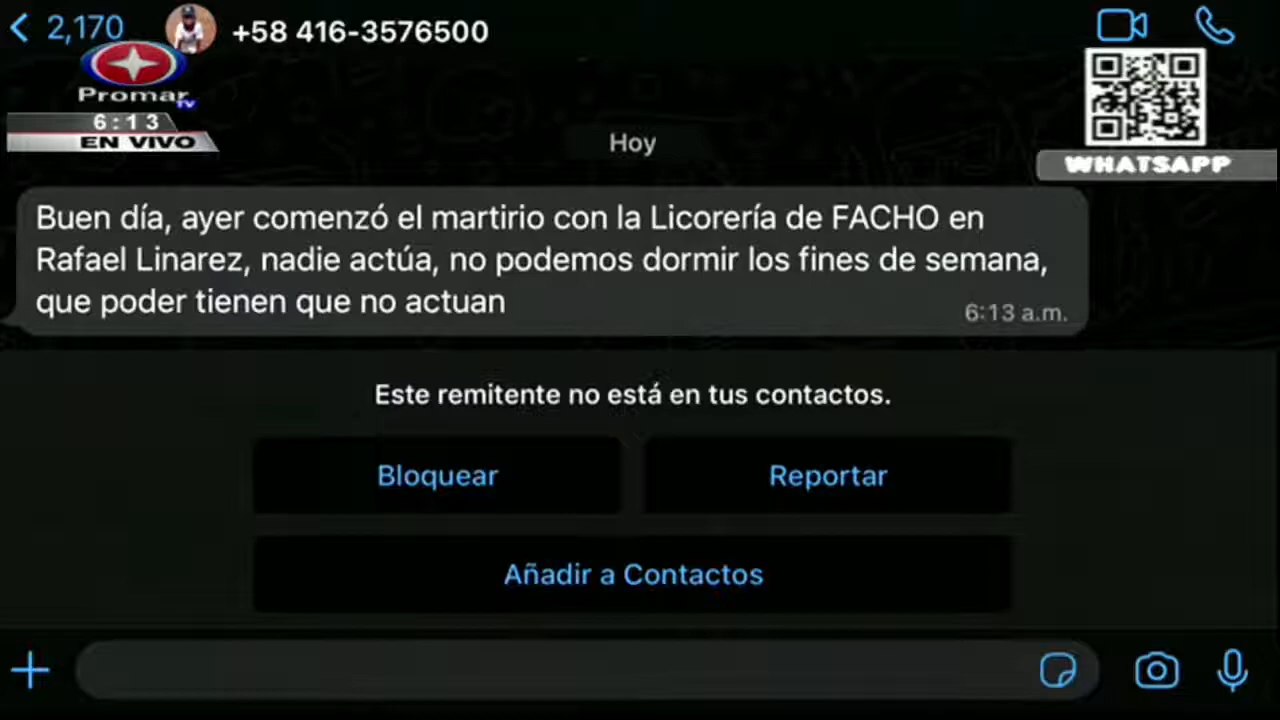 2,170
+58 416-3576500
Promar TV
6:13
EN VIVO
WHATSAPP
Hoy
Buen día, ayer comenzó el martirio con la Licorería de FACHO en
Rafael Linarez, nadie actúa, no podemos dormir los fines de semana,
que poder tienen que no actuan
6:13 a.m.
Este remitente no está en tus contactos.
Bloquear
Reportar
Añadir a Contactos